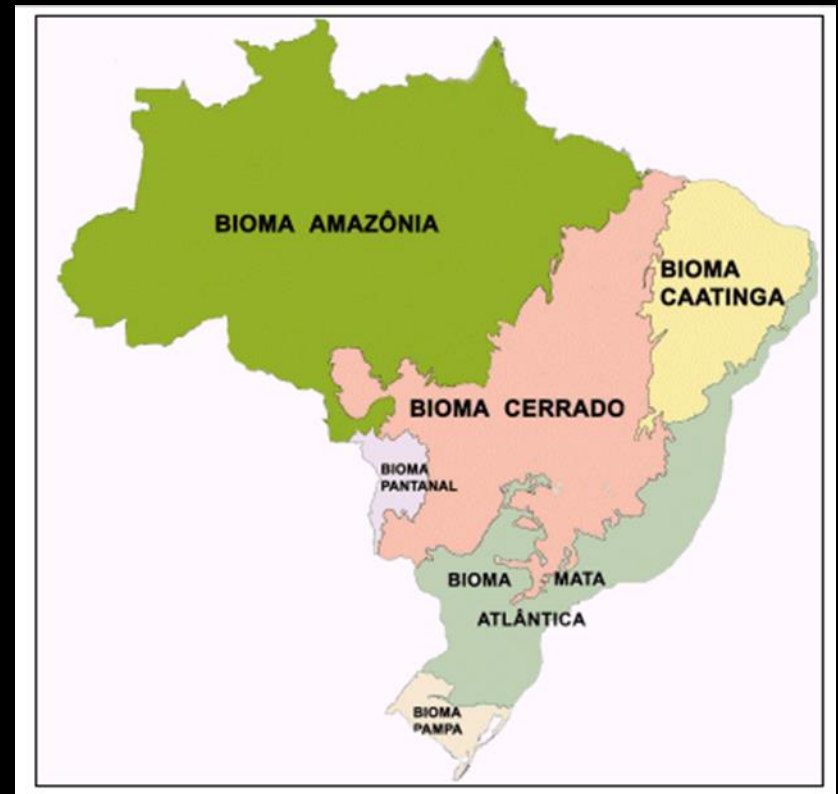 BIOMA AMAZÔNIA
BIOMA
CAATINGA
BIOMA CERRADO
BIOMA
PANTANAL
BIOMA MATA
ATLÂNTICA
BIOMA
PAMPA